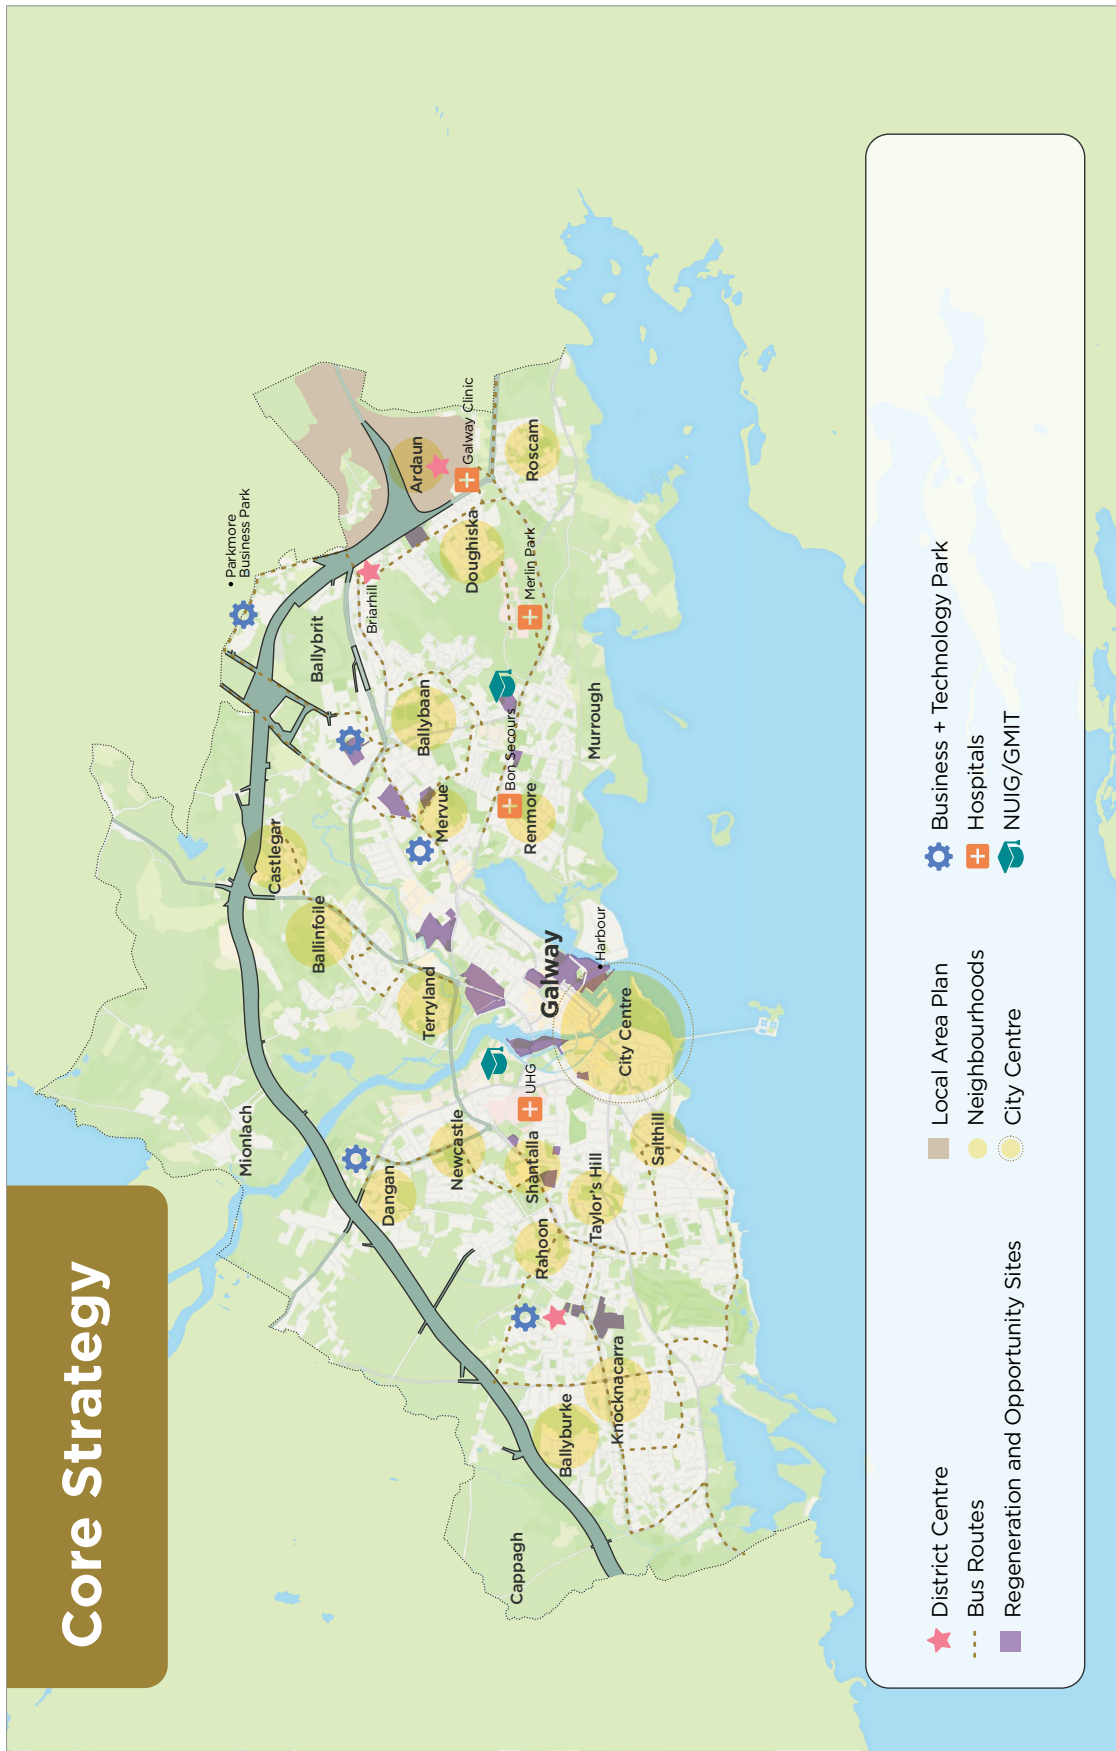 Core Strategy
Cappagh
Ballyburke
Knocknacarra
Rahoon
Taylor's Hill
Dangan
Newcastle
Shantalla
Salthill
Mionlach
UHG
City Centre
Galway
• Harbour
Terryland
Ballinfoile
Castlegar
Mervue
Renmore
Bon Secours
Ballybaan
Murrough
Ballybrit
Briarhill
• Parkmore
Business Park
Doughiska
Merlin Park
Ardaun
Galway Clinic
Roscam
District Centre
Bus Routes
Regeneration and Opportunity Sites
Local Area Plan
Neighbourhoods
City Centre
Business + Technology Park
Hospitals
NUIG/GMIT